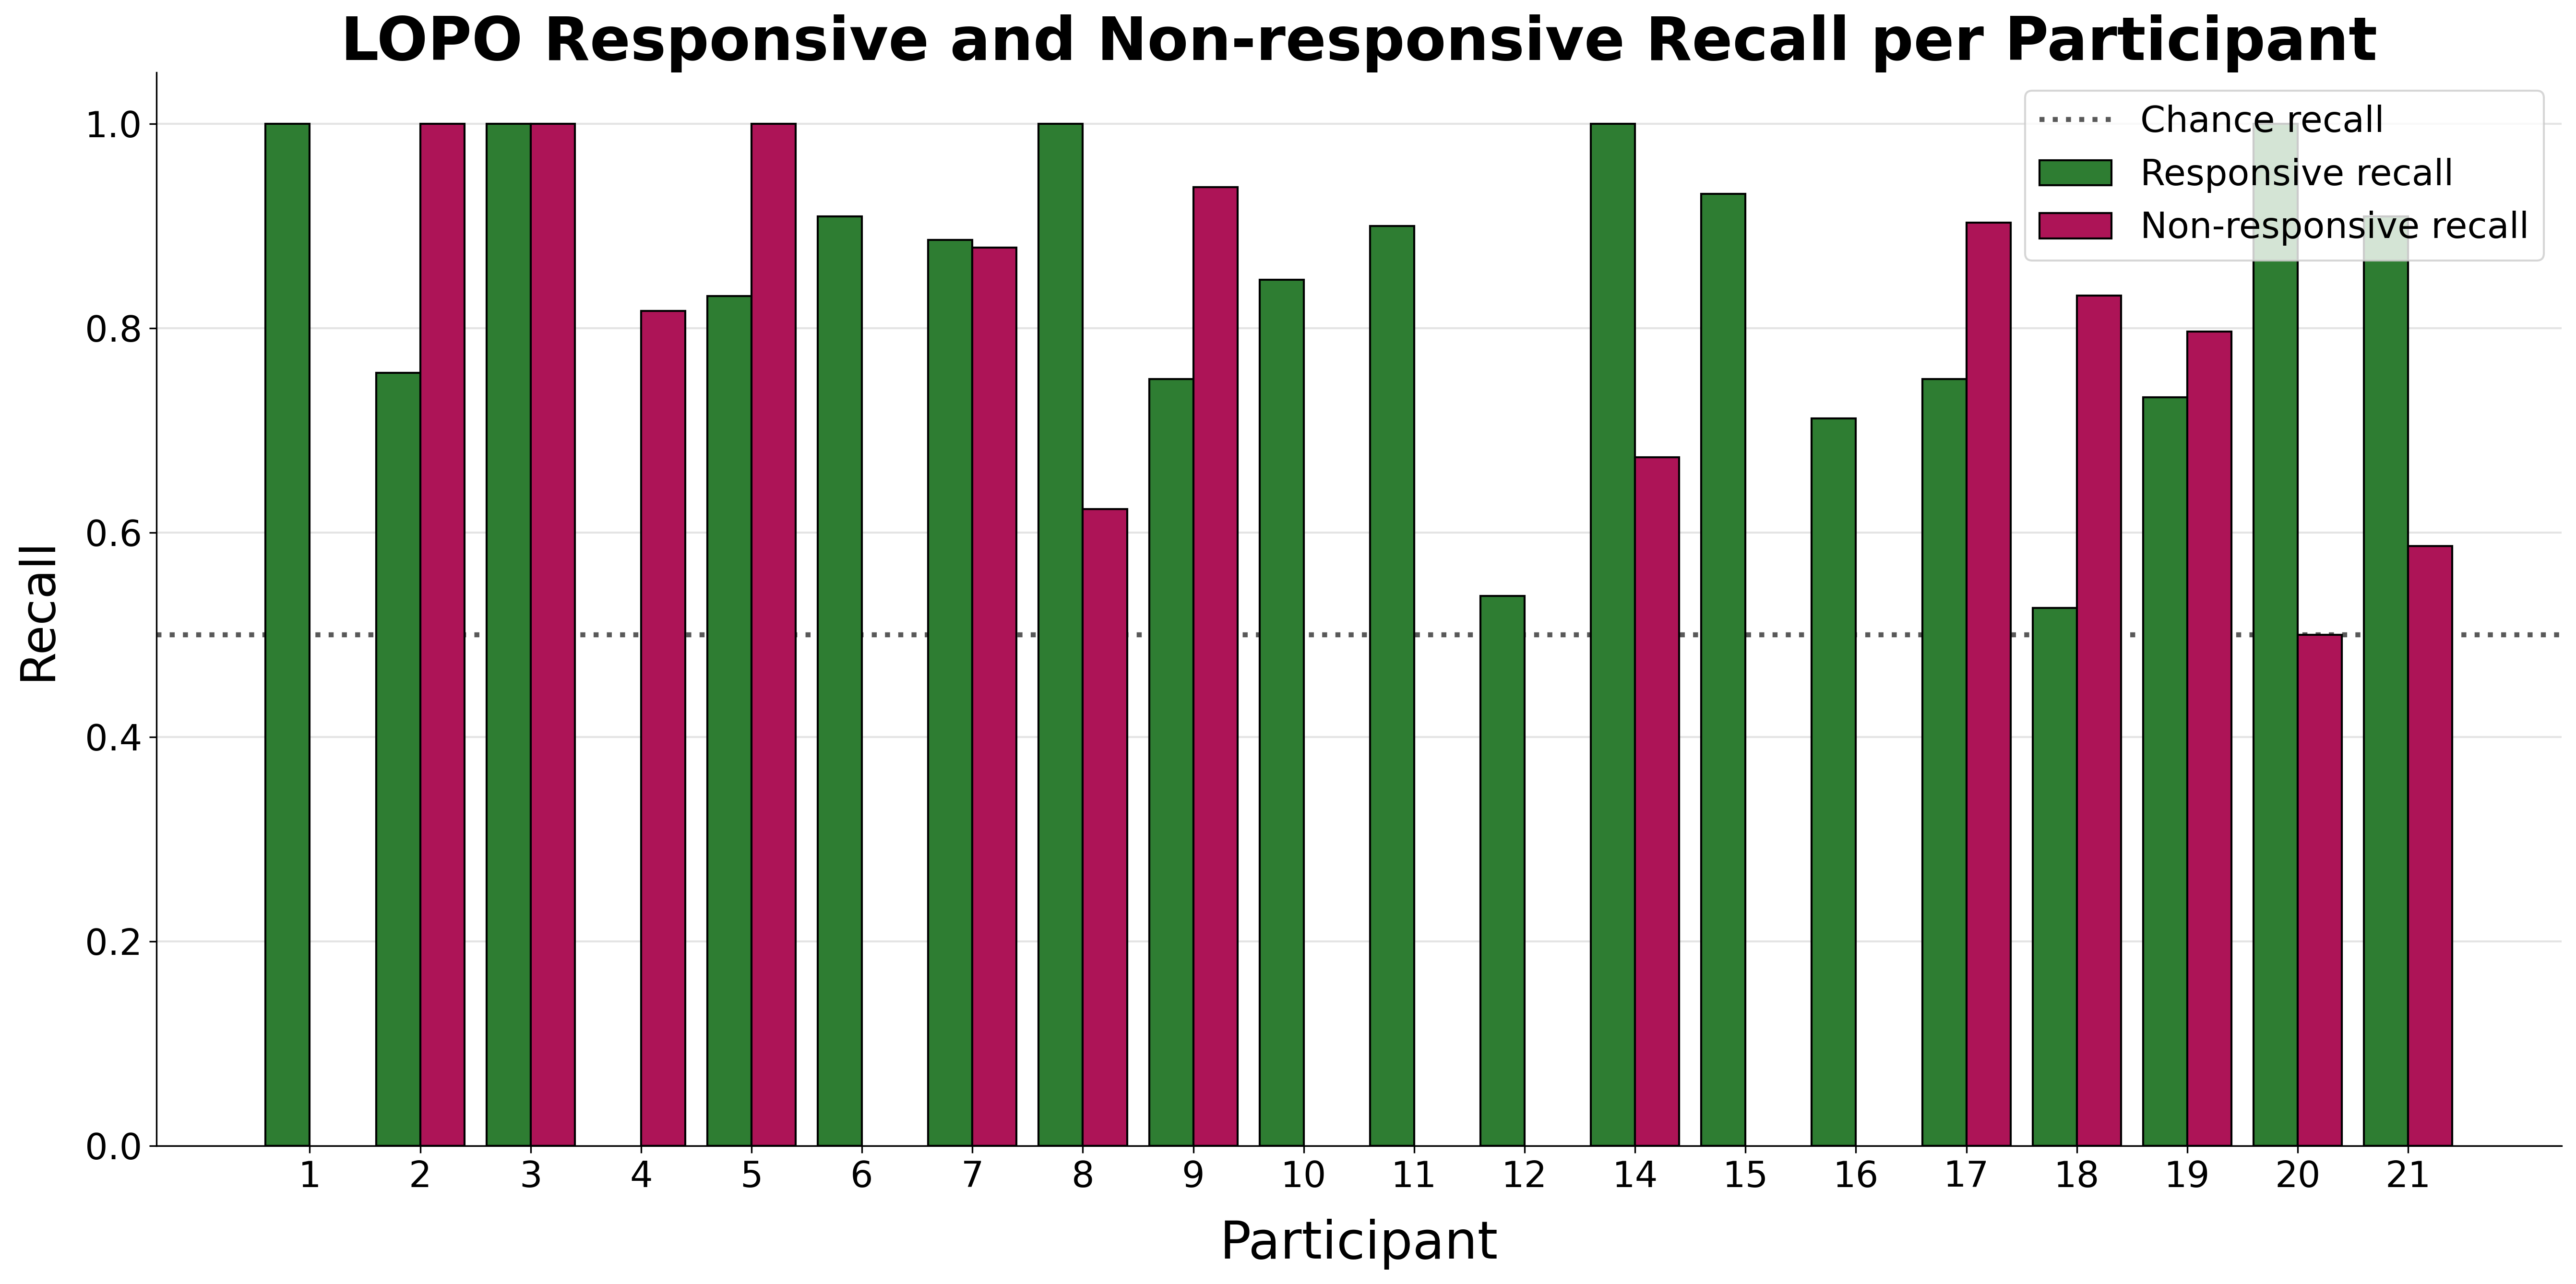 LOPO Responsive and Non-responsive Recall per Participant
Chance recall
Responsive recall
Non-responsive recall
1.0
0.8
0.6
0.4
0.2
0.0
Recall
1 2 3 4 5 6 7 8 9 10 11 12 14 15 16 17 18 19 20 21
Participant